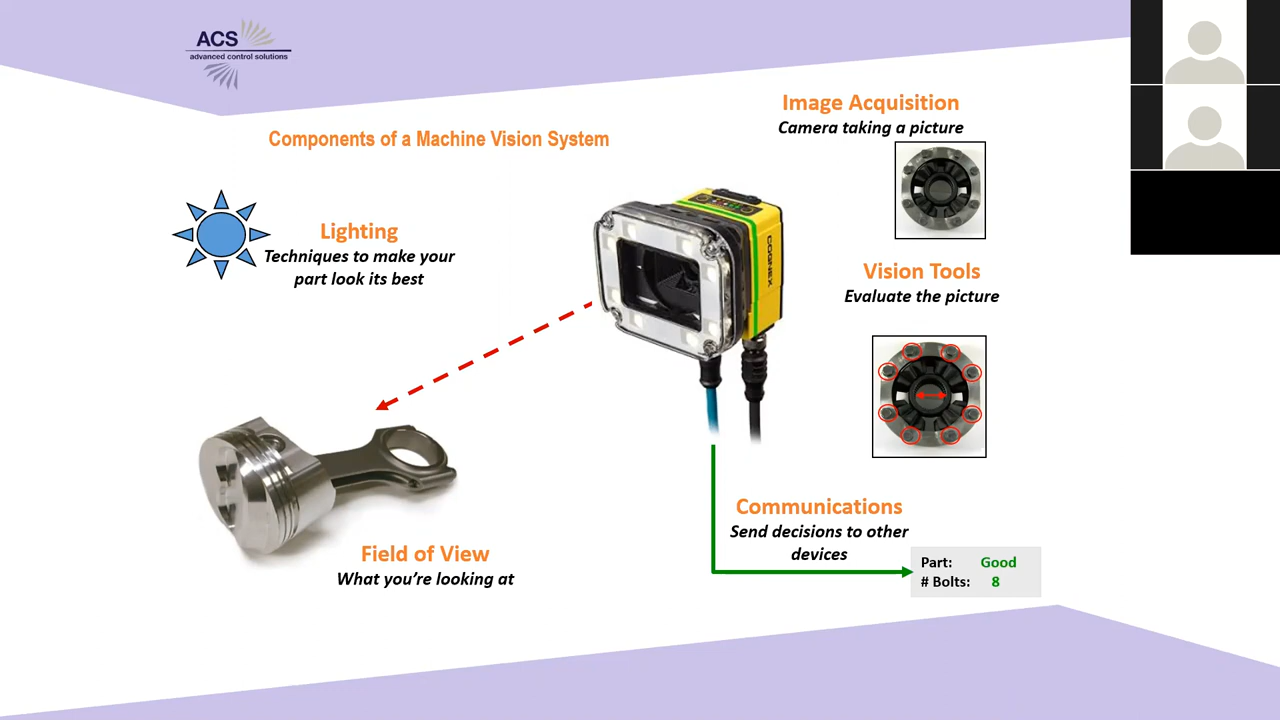 ACS
advanced control solutions
Components of a Machine Vision System
Image Acquisition
Camera taking a picture
Lighting
Techniques to make your
part look its best
COGNEX
Vision Tools
Evaluate the picture
Communications
Send decisions to other
devices
Part: Good
# Bolts: 8
Field of View
What you’re looking at